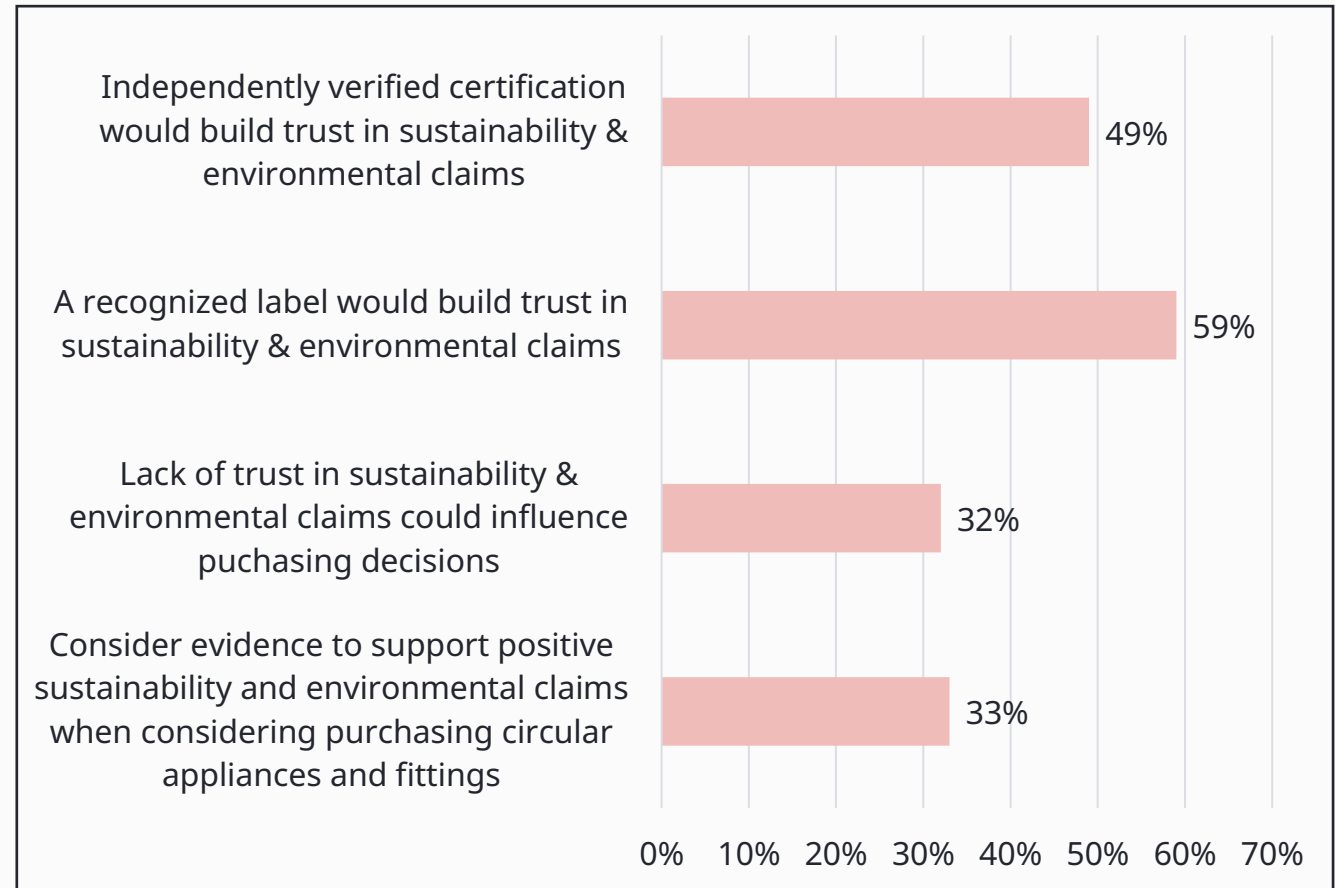 Independently verified certification
would build trust in sustainability &
environmental claims
49%
A recognized label would build trust in
sustainability & environmental claims
59%
Lack of trust in sustainability &
environmental claims could influence
puchasing decisions
32%
Consider evidence to support positive
sustainability and environmental claims
when considering purchasing circular
appliances and fittings
33%
0% 10% 20% 30% 40% 50% 60% 70%